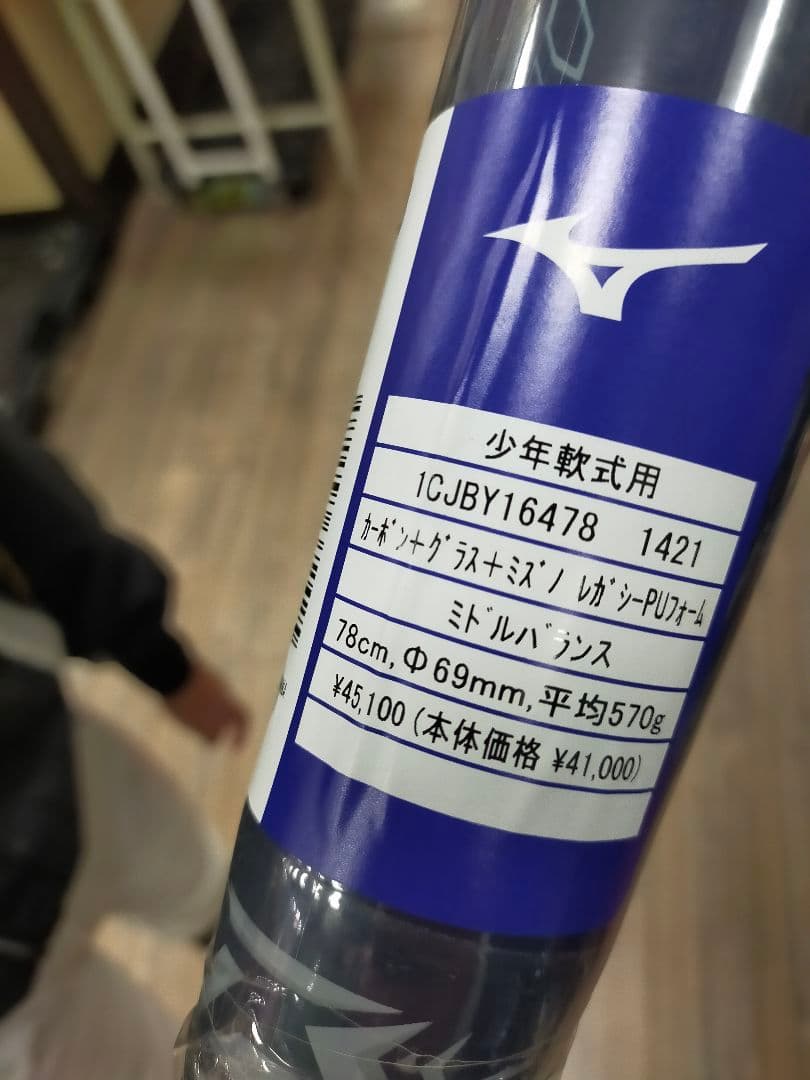 少年軟式用
1CJBY16478 1421
ｶｰﾎﾞﾝ+ｸﾞﾗｽ+ﾐｽﾞﾉ ﾚｶﾞｼｰPUﾌｫｰﾑ
ﾐﾄﾞﾙﾊﾞﾗﾝｽ
78cm,Φ69mm,平均570g
¥45,100(本体価格 ¥41,000)